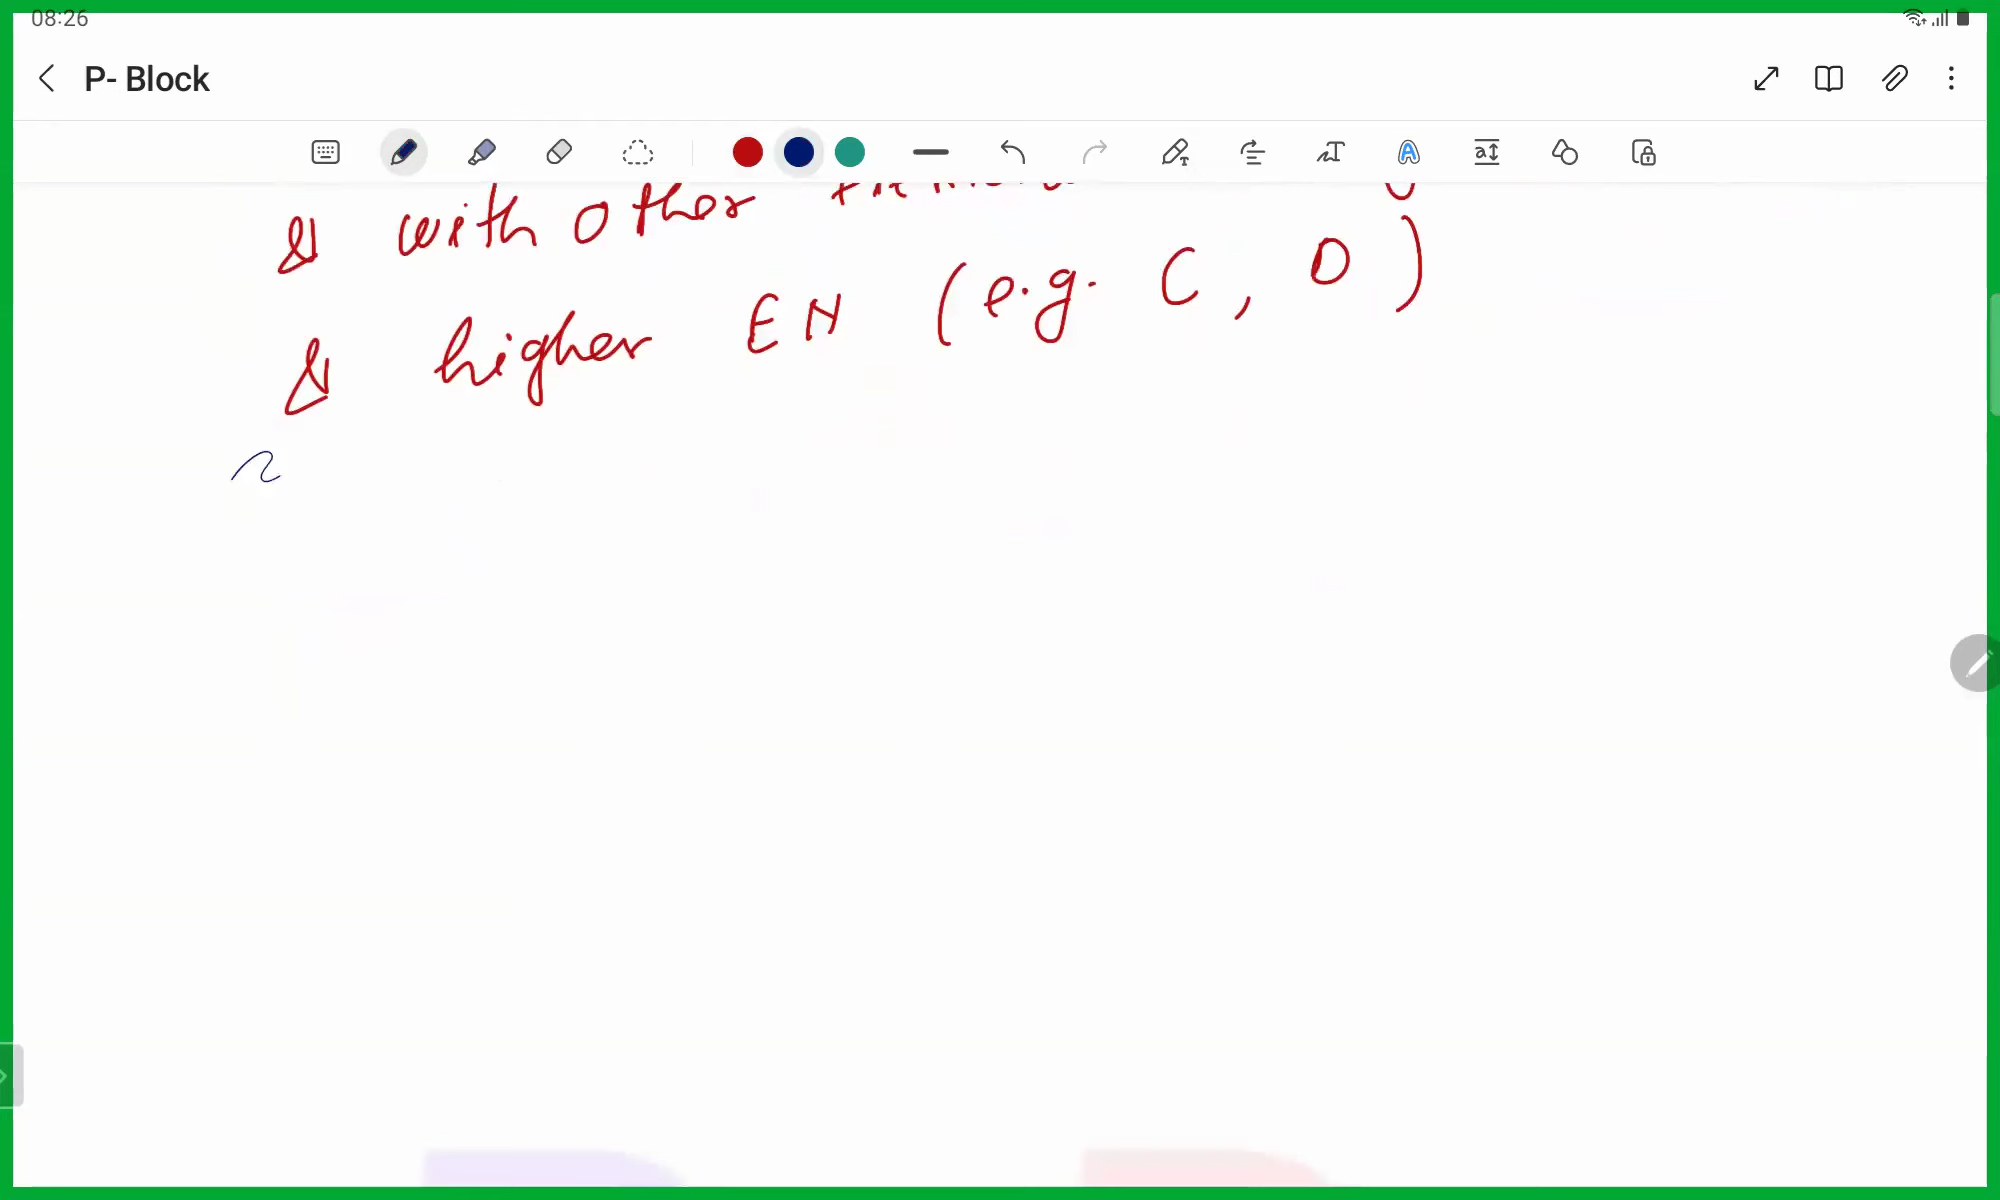 08:26
P- Block
& with other
& higher EN (e.g. C, O)